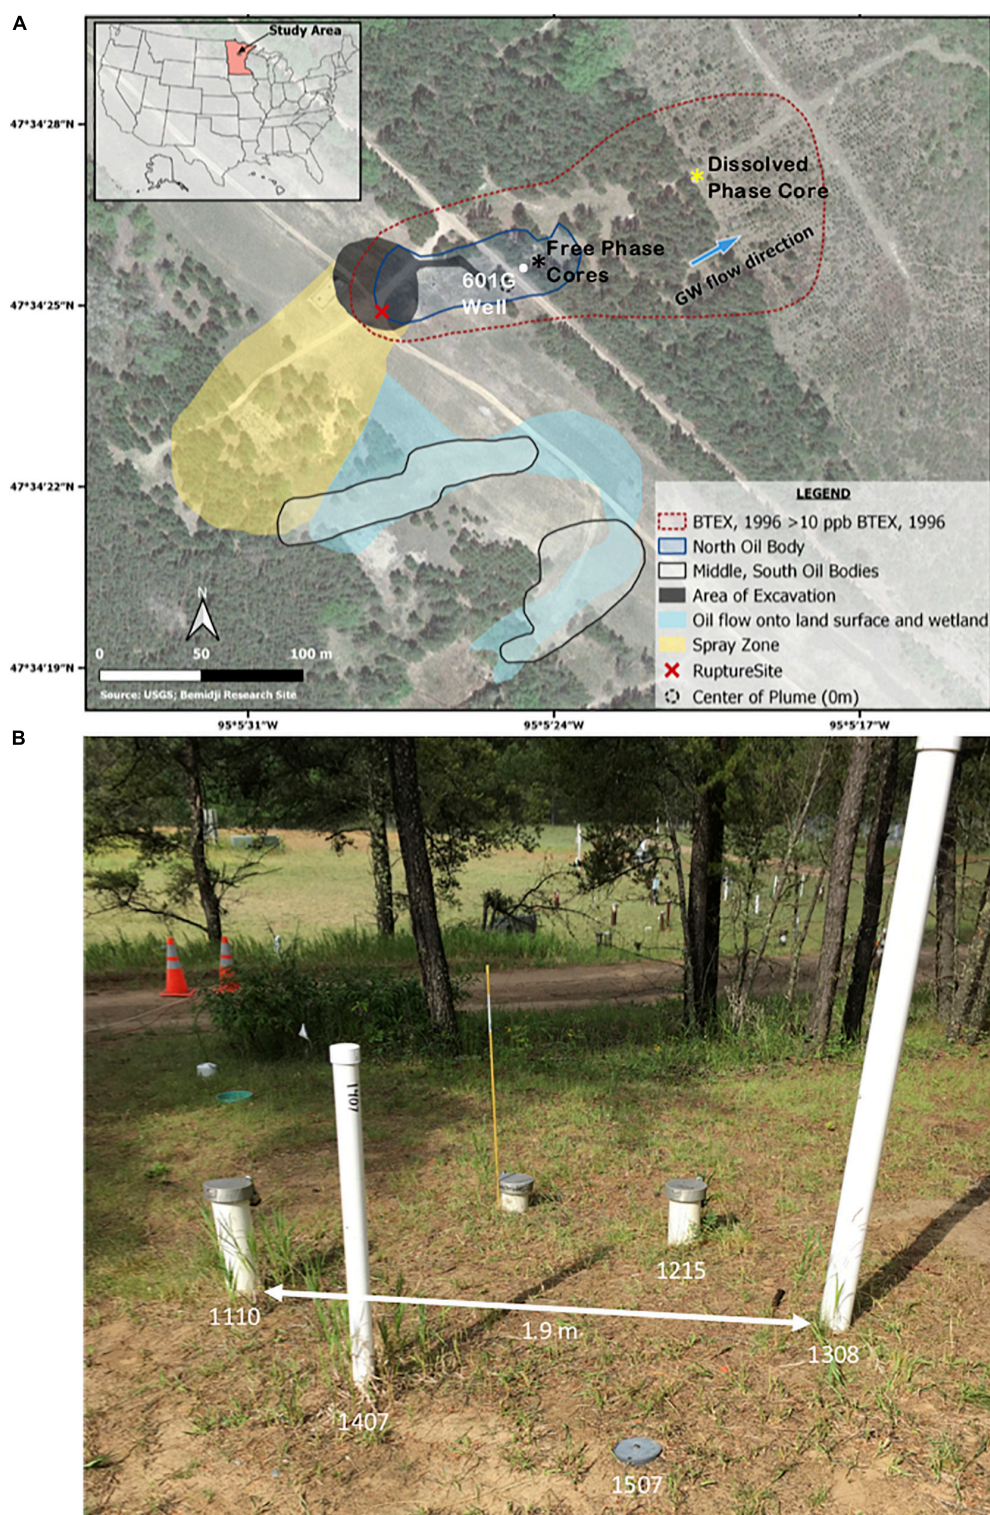 A
Study Area
47°34'28"N
47°34'25"N
47°34'22"N
47°34'19"N
Dissolved
Phase Core
Free Phase
Cores
601G
Well
GW flow direction
N
0 50 100 m
Source: USGS; Bemidji Research Site
LEGEND
BTEX, 1996 >10 ppb BTEX, 1996
North Oil Body
Middle, South Oil Bodies
Area of Excavation
Oil flow onto land surface and wetland
Spray Zone
RuptureSite
Center of Plume (0m)
95°5'31"W
95°5'24"W
95°5'17"W
B
1407
1215
1110
1.9 m
1308
1407
1507